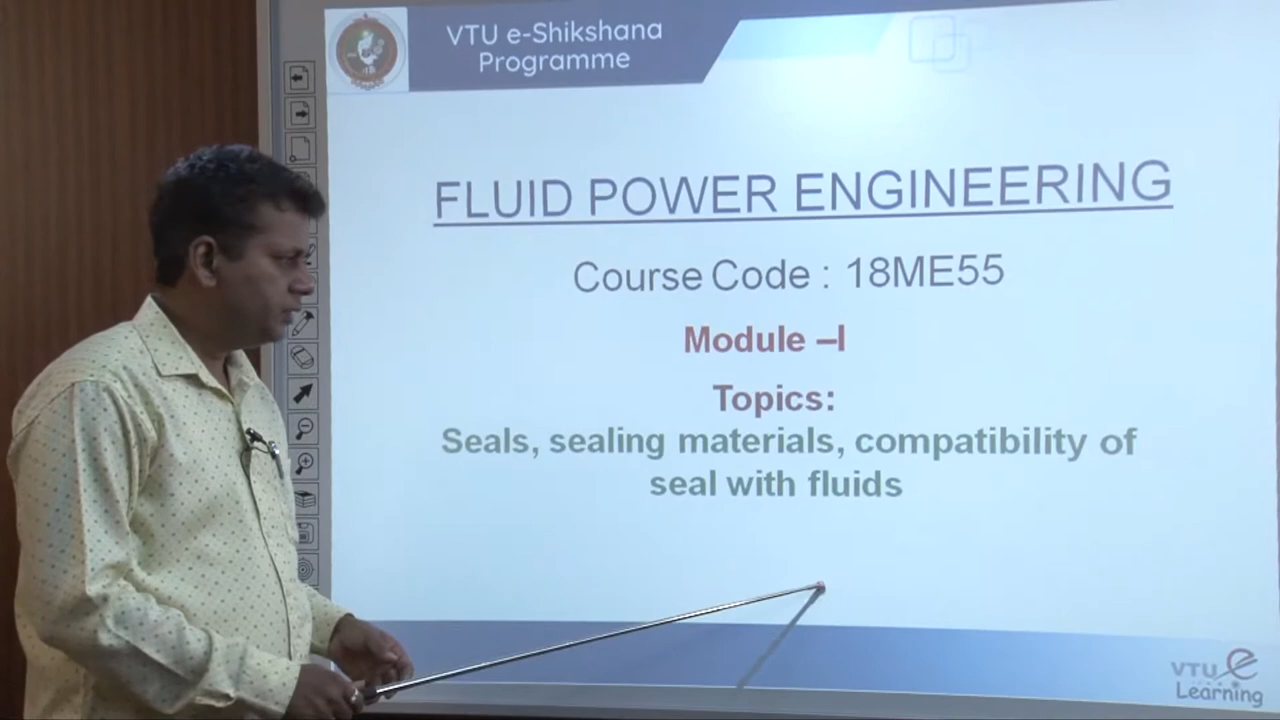 VTU e-Shikshana
Programme
FLUID POWER ENGINEERING
Course Code : 18ME55
Module –I
Topics:
Seals, sealing materials, compatibility of
seal with fluids
VTU e
Learning